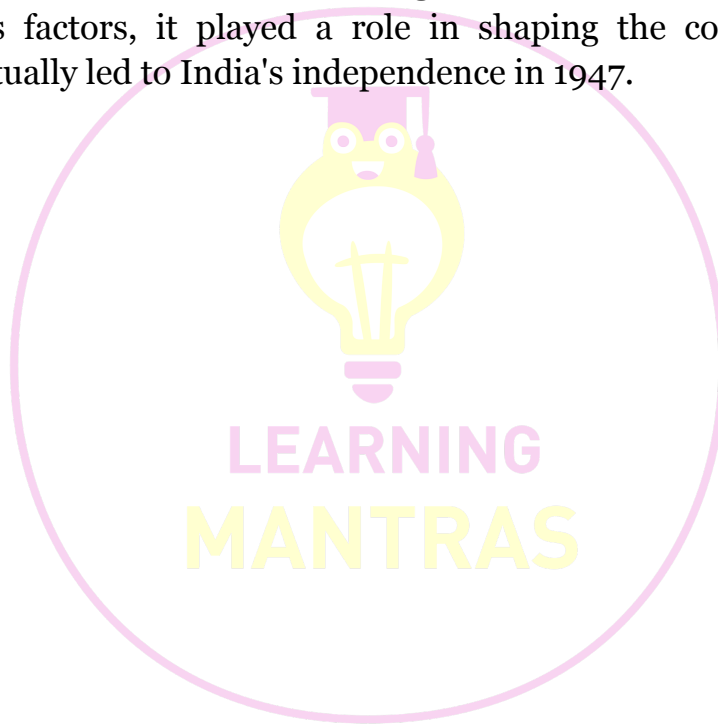 s factors, it played a role in shaping the co
tually led to India's independence in 1947.
LEARNING
MANTRAS